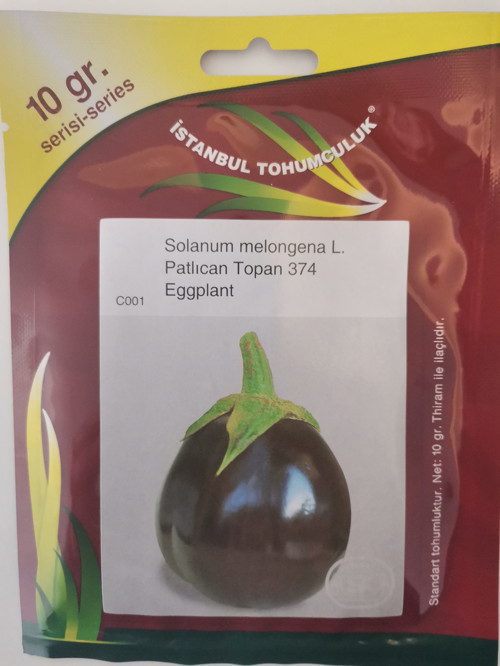 10 gr.
serisi-series
İSTANBUL TOHUMCULUK®
Solanum melongena L.
Patlıcan Topan 374
C001 Eggplant
Standart tohumluktur. Net: 10 gr. Thiram ile ilaçlıdır.